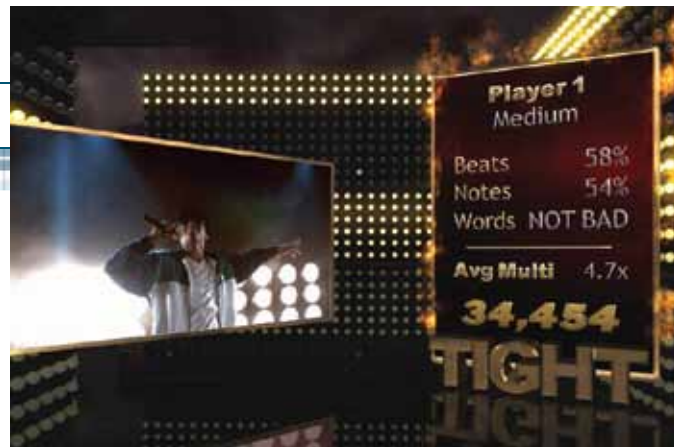 Player 1
Medium
Beats 58%
Notes 54%
Words NOT BAD
Avg Multi 4.7x
34,454
TIGHT